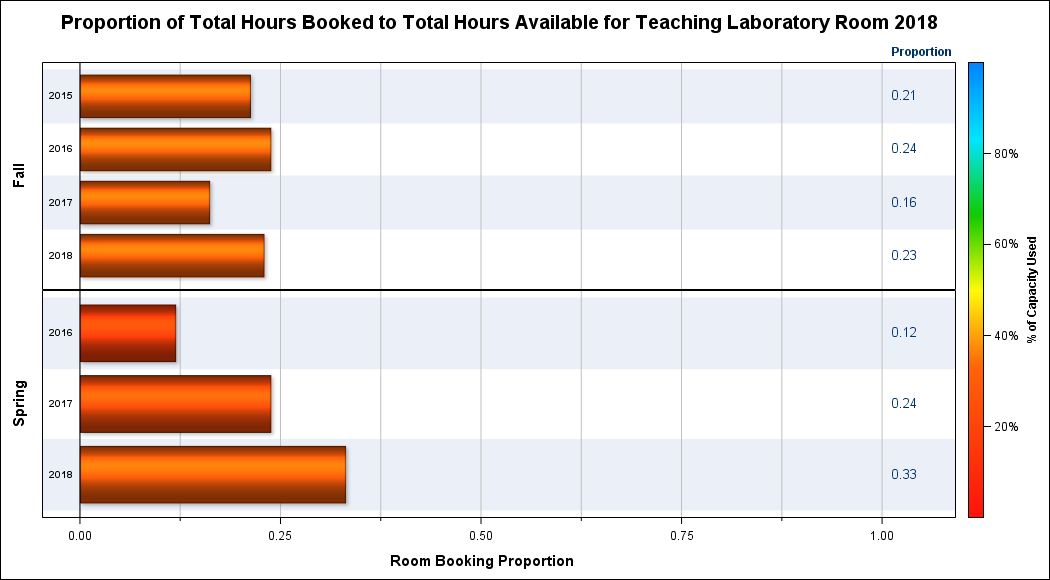 Proportion of Total Hours Booked to Total Hours Available for Teaching Laboratory Room 2018
Proportion
Fall
2015 0.21
2016 0.24
2017 0.16
2018 0.23
Spring
2016 0.12
2017 0.24
2018 0.33
0.00 0.25 0.50 0.75 1.00
Room Booking Proportion
80%
60%
40%
20%
% of Capacity Used